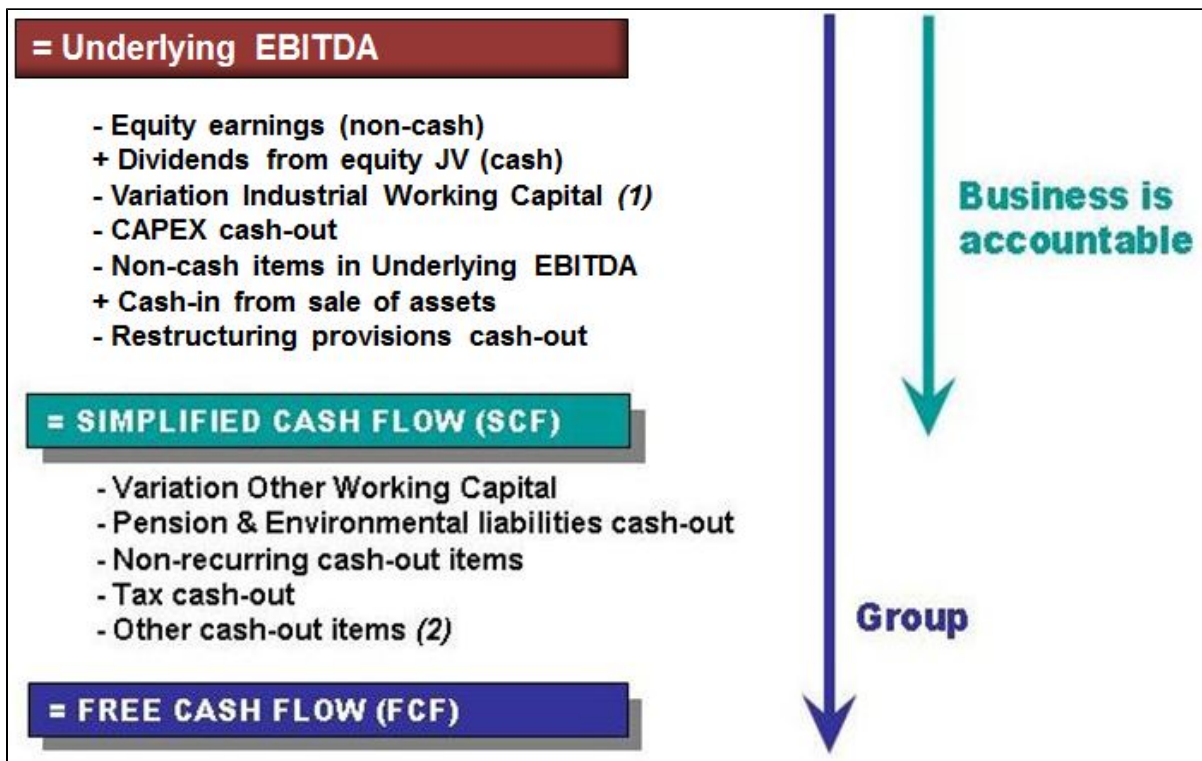 = Underlying EBITDA
- Equity earnings (non-cash)
+ Dividends from equity JV (cash)
- Variation Industrial Working Capital (1)
- CAPEX cash-out
- Non-cash items in Underlying EBITDA
+ Cash-in from sale of assets
- Restructuring provisions cash-out
Business is
accountable
= SIMPLIFIED CASH FLOW (SCF)
- Variation Other Working Capital
- Pension & Environmental liabilities cash-out
- Non-recurring cash-out items
- Tax cash-out
- Other cash-out items (2)
Group
= FREE CASH FLOW (FCF)